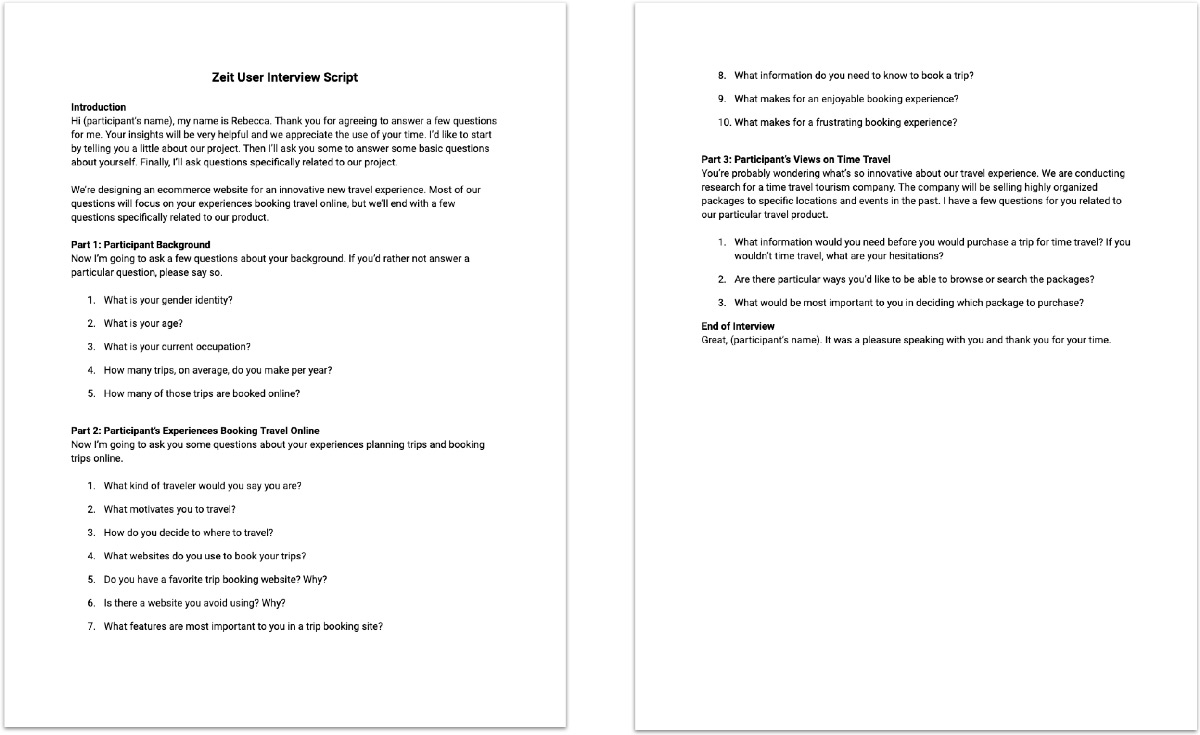 Zeit User Interview Script
Introduction
Hi (participant's name), my name is Rebecca. Thank you for agreeing to answer a few questions
for me. Your insights will be very helpful and we appreciate the use of your time. I'd like to start
by telling you a little about our project. Then I'll ask you some to answer some basic questions
about yourself. Finally, I'll ask questions specifically related to our project.
We're designing an ecommerce website for an innovative new travel experience. Most of our
questions will focus on your experiences booking travel online, but we'll end with a few
questions specifically related to our product.
Part 1: Participant Background
Now I'm going to ask a few questions about your background. If you'd rather not answer a
particular question, please say so.
1. What is your gender identity?
2. What is your age?
3. What is your current occupation?
4. How many trips, on average, do you make per year?
5. How many of those trips are booked online?
Part 2: Participant's Experiences Booking Travel Online
Now I'm going to ask you some questions about your experiences planning trips and booking
trips online.
1. What kind of traveler would you say you are?
2. What motivates you to travel?
3. How do you decide to where to travel?
4. What websites do you use to book your trips?
5. Do you have a favorite trip booking website? Why?
6. Is there a website you avoid using? Why?
7. What features are most important to you in a trip booking site?
8. What information do you need to know to book a trip?
9. What makes for an enjoyable booking experience?
10. What makes for a frustrating booking experience?
Part 3: Participant's Views on Time Travel
You're probably wondering what's so innovative about our travel experience. We are conducting
research for a time travel tourism company. The company will be selling highly organized
packages to specific locations and events in the past. I have a few questions for you related to
our particular travel product.
1. What information would you need before you would purchase a trip for time travel? If you
wouldn't time travel, what are your hesitations?
2. Are there particular ways you'd like to be able to browse or search the packages?
3. What would be most important to you in deciding which package to purchase?
End of Interview
Great, (participant's name). It was a pleasure speaking with you and thank you for your time.